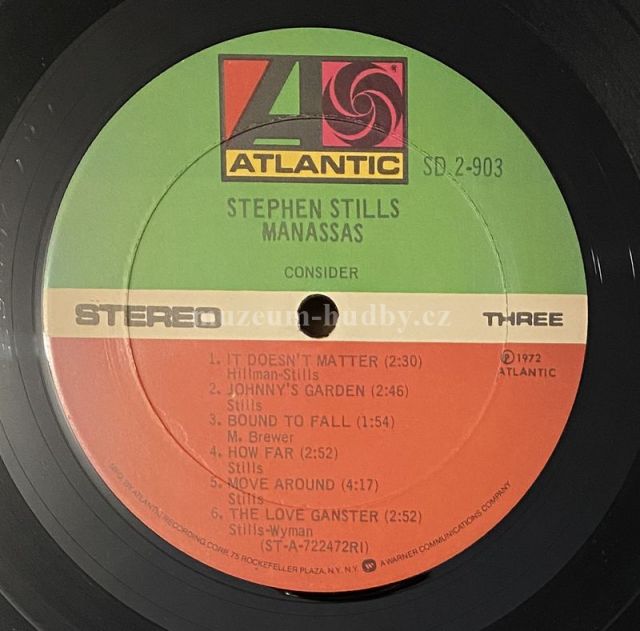 ATLANTIC
SD 2-903
STEPHEN STILLS
MANASSAS
CONSIDER
STEREO
muzeum-hudby.cz
THREE
1. IT DOESN'T MATTER (2:30)
Hillman-Stills
2. JOHNNY'S GARDEN (2:46)
Stills
3. BOUND TO FALL (1:54)
M. Brewer
4. HOW FAR (2:52)
Stills
5. MOVE AROUND (4:17)
Stills
6. THE LOVE GANSTER (2:52)
Stills-Wyman
(ST-A-722472RI)
℗ 1972
ATLANTIC
MFG. BY ATLANTIC RECORDING CORP. 75 ROCKEFELLER PLAZA, N.Y. N.Y. A WARNER COMMUNICATIONS COMPANY